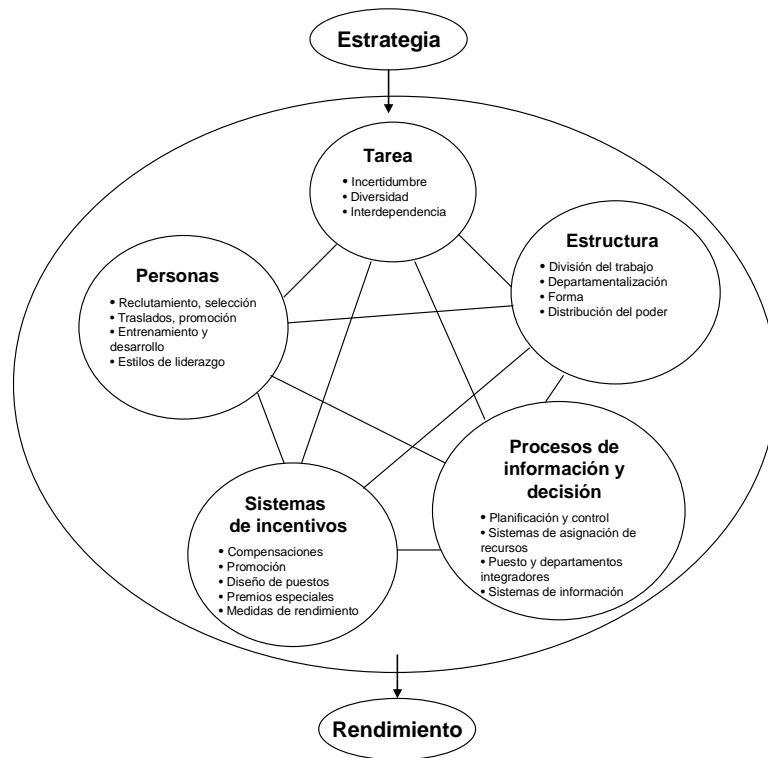 Estrategia
Tarea
• Incertidumbre
• Diversidad
• Interdependencia
Estructura
• División del trabajo
• Departamentalización
• Forma
• Distribución del poder
Personas
• Reclutamiento, selección
• Traslados, promoción
• Entrenamiento y
desarrollo
• Estilos de liderazgo
Procesos de
información y
decisión
• Planificación y control
• Sistemas de asignación de
recursos
• Puesto y departamentos
integradores
• Sistemas de información
Sistemas
de incentivos
• Compensaciones
• Promoción
• Diseño de puestos
• Premios especiales
• Medidas de rendimiento
Rendimiento